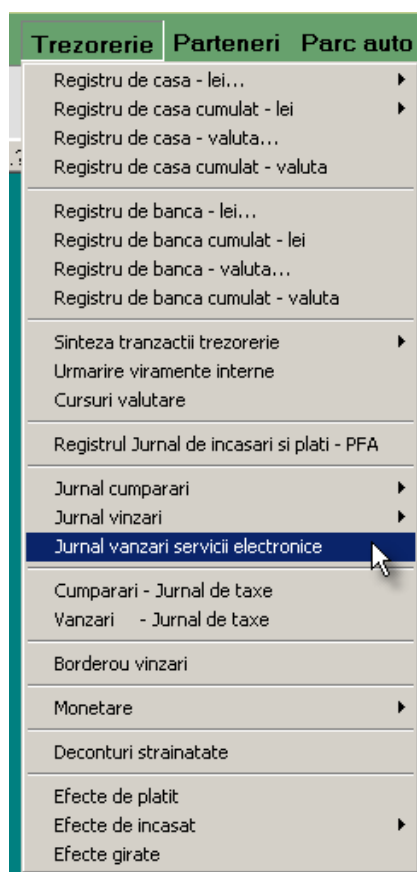 Trezorerie Parteneri Parc auto
Registru de casa - lei...
Registru de casa cumulat - lei
Registru de casa - valuta...
Registru de casa cumulat - valuta
Registru de banca - lei...
Registru de banca cumulat - lei
Registru de banca - valuta...
Registru de banca cumulat - valuta
Sinteza tranzactii trezorerie
Urmarire viramente interne
Cursuri valutare
Registrul Jurnal de incasari si plati - PFA
Jurnal cumparari
Jurnal vinzari
Jurnal vanzari servicii electronice
Cumparari - Jurnal de taxe
Vanzari - Jurnal de taxe
Borderou vinzari
Monetare
Deconturi strainatate
Efecte de platit
Efecte de incasat
Efecte girate